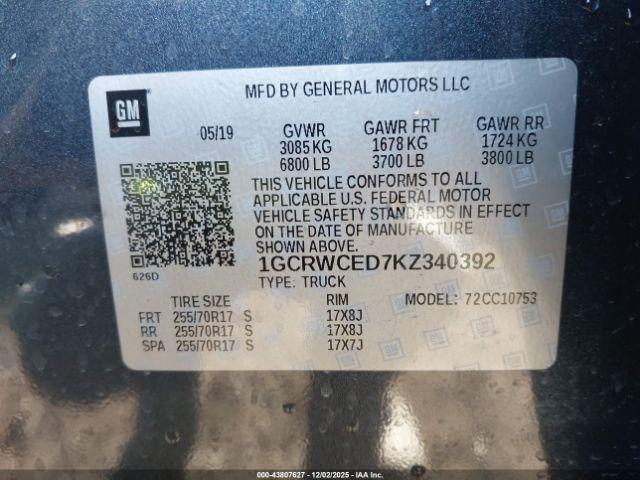 GM
MFD BY GENERAL MOTORS LLC
05/19 GVWR GAWR FRT GAWR RR
3085 KG 1678 KG 1724 KG
6800 LB 3700 LB 3800 LB
THIS VEHICLE CONFORMS TO ALL
APPLICABLE U.S. FEDERAL MOTOR
VEHICLE SAFETY STANDARDS IN EFFECT
ON THE DATE OF MANUFACTURE
SHOWN ABOVE.
626D
1GCRWCED7KZ340392
TYPE: TRUCK
TIRE SIZE RIM MODEL: 72CC10753
FRT 255/70R17 S 17X8J
RR 255/70R17 S 17X8J
SPA 255/70R17 S 17X7J
000-43807627 - 12/02/2025 - IAA, Inc.